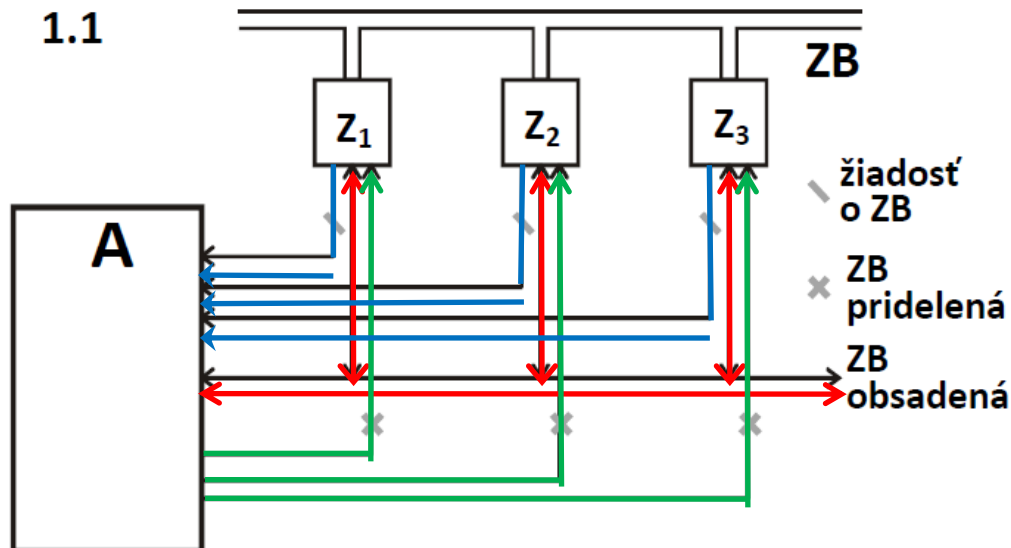 1.1
ZB
Z₁
Z₂
Z₃
žiadosť
o ZB
A
ZB
pridelená
ZB
obsadená